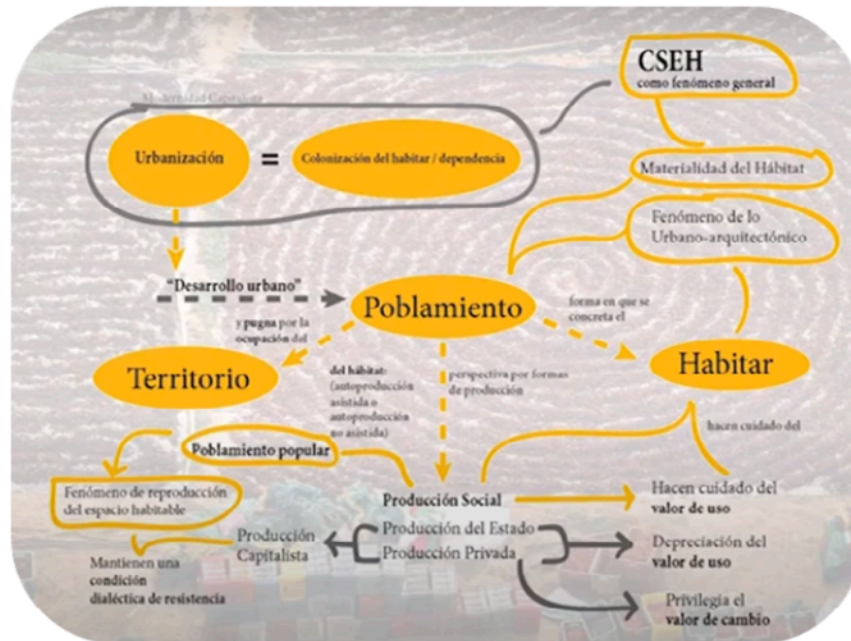 CSEH
como fenómeno general
Modernidad Capitalista
Urbanización
=
Colonización del habitar / dependencia
Materialidad del Hábitat
Fenómeno de lo
Urbano-arquitectónico
"Desarrollo urbano"
Poblamiento
forma en que se
concreta el
y pugna por la
ocupación del
Territorio
Habitar
del hábitat:
(autoproducción
asistida o
autoproducción
no asistida)
perspectiva por formas
de producción
hacen cuidado del
Poblamiento popular
Fenómeno de reproducción
del espacio habitable
Producción Social
Hacen cuidado del
valor de uso
Producción
Capitalista
Producción del Estado
Producción Privada
Depreciación del
valor de uso
Mantienen una
condición
dialéctica de resistencia
Privilegia el
valor de cambio